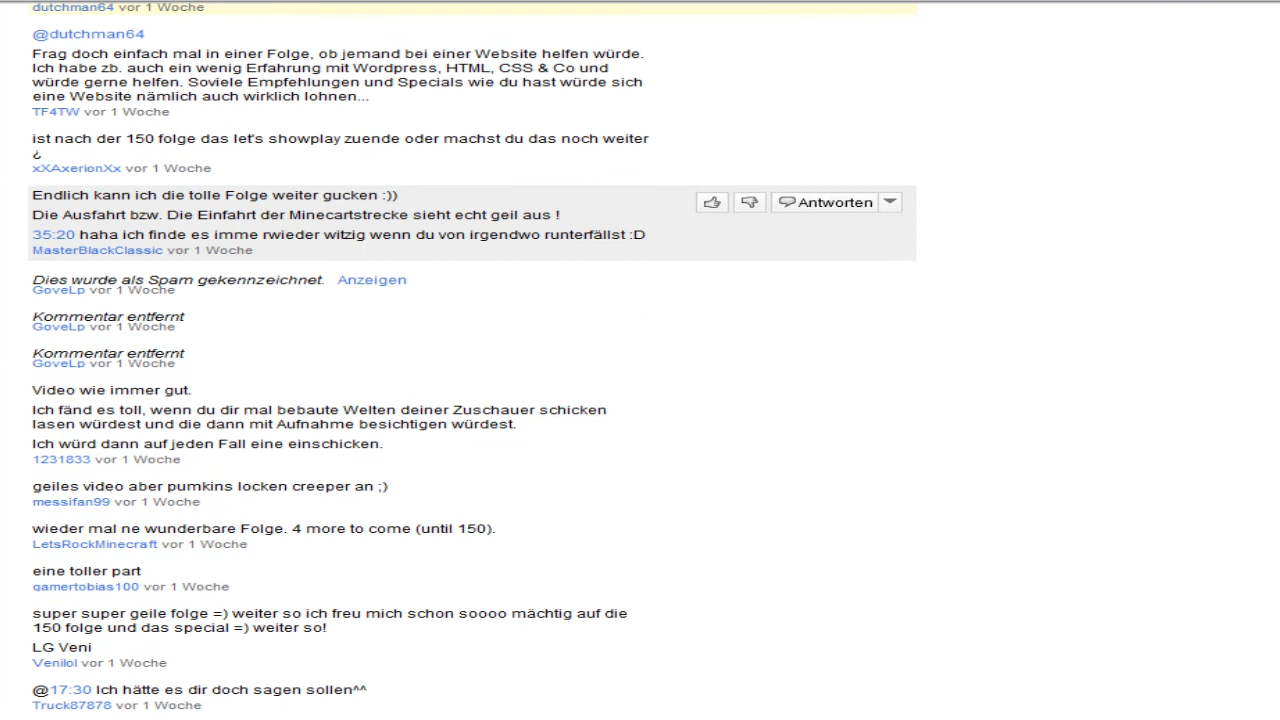 dutchman64 vor 1 Woche
@dutchman64
Frag doch einfach mal in einer Folge, ob jemand bei einer Website helfen würde.
Ich habe zb. auch ein wenig Erfahrung mit Wordpress, HTML, CSS & Co und
würde gerne helfen. Soviele Empfehlungen und Specials wie du hast würde sich
eine Website nämlich auch wirklich lohnen...
TF4TW vor 1 Woche
ist nach der 150 folge das let's showplay zuende oder machst du das noch weiter
¿
xXAxerionXx vor 1 Woche
Endlich kann ich die tolle Folge weiter gucken :))
Antworten
Die Ausfahrt bzw. Die Einfahrt der Minecartstrecke sieht echt geil aus !
35:20 haha ich finde es imme rwieder witzig wenn du von irgendwo runterfällst :D
MasterBlackClassic vor 1 Woche
Dies wurde als Spam gekennzeichnet. Anzeigen
GoveLp vor 1 Woche
Kommentar entfernt
GoveLp vor 1 Woche
Kommentar entfernt
GoveLp vor 1 Woche
Video wie immer gut.
Ich fänd es toll, wenn du dir mal bebaute Welten deiner Zuschauer schicken
lasen würdest und die dann mit Aufnahme besichtigen würdest.
Ich würd dann auf jeden Fall eine einschicken.
1231833 vor 1 Woche
geiles video aber pumkins locken creeper an ;)
messifan99 vor 1 Woche
wieder mal ne wunderbare Folge. 4 more to come (until 150).
LetsRockMinecraft vor 1 Woche
eine toller part
gamertobias100 vor 1 Woche
super super geile folge =) weiter so ich freu mich schon soooo mächtig auf die
150 folge und das special =) weiter so!
LG Veni
Venilol vor 1 Woche
@17:30 Ich hätte es dir doch sagen sollen^^
Truck87878 vor 1 Woche